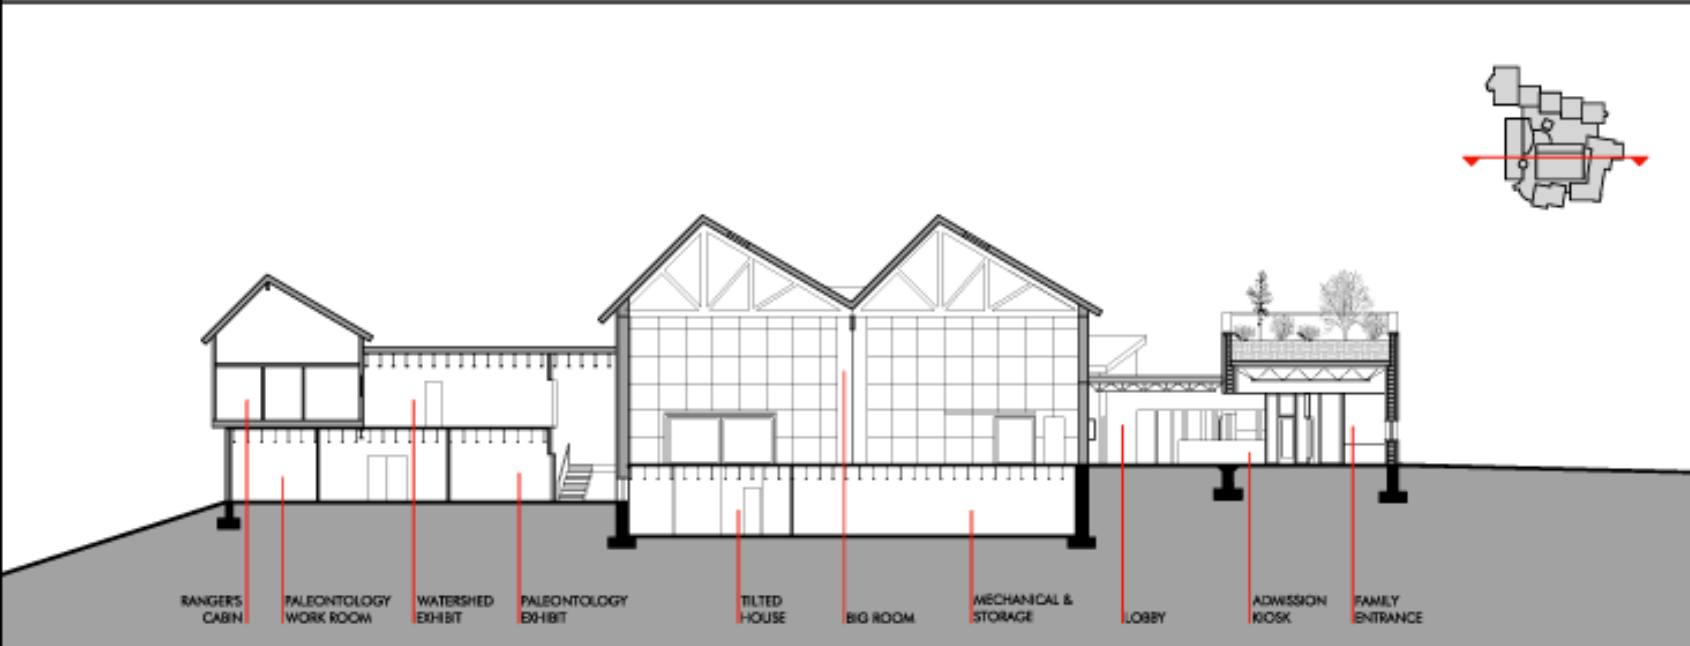 RANGER'S
CABIN
PALEONTOLOGY
WORK ROOM
WATERSHED
EXHIBIT
PALEONTOLOGY
EXHIBIT
TILTED
HOUSE
BIG ROOM
MECHANICAL &
STORAGE
LOBBY
ADMISSION
KIOSK
FAMILY
ENTRANCE